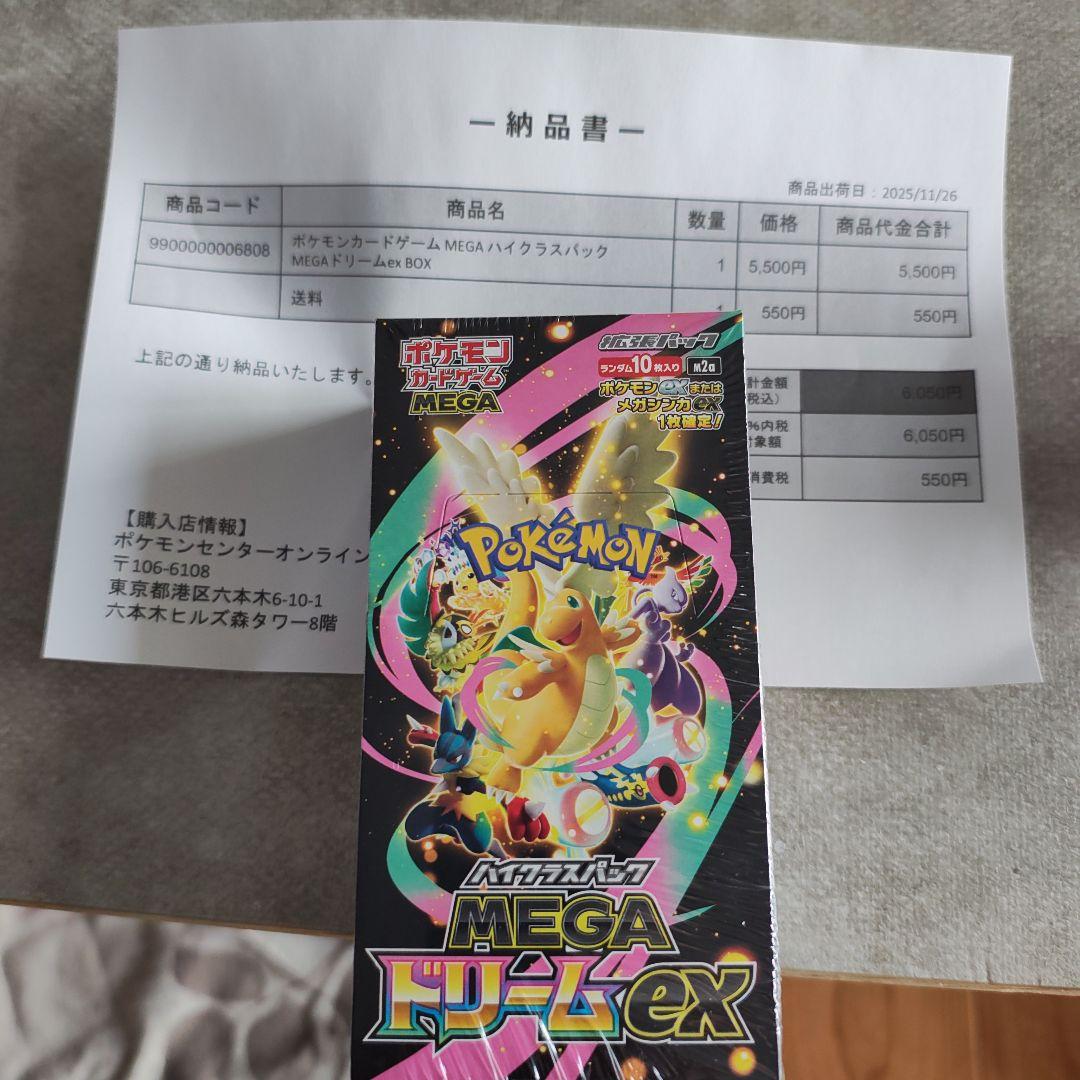 ー納品書ー
商品出荷日：2025/11/26
商品コード 商品名 数量 価格 商品代金合計
9900000006808 ポケモンカードゲーム MEGA ハイクラスパック 1 5,500円 5,500円
MEGAドリームex BOX
送料 1 550円 550円
上記の通り納品いたします。
計金額
税込）
6,050円
%内税
対象額
6,050円
消費税 550円
【購入店情報】
ポケモンセンターオンライン
〒106-6108
東京都港区六本木6-10-1
六本木ヒルズ森タワー8階
ポケモン
カードゲーム
MEGA
拡張パック
ランダム10枚入り m2a
ポケモンexまたは
メガシンカex
1枚確定!
POKéMON
TM
ハイクラスパック
MEGA
ドリームex